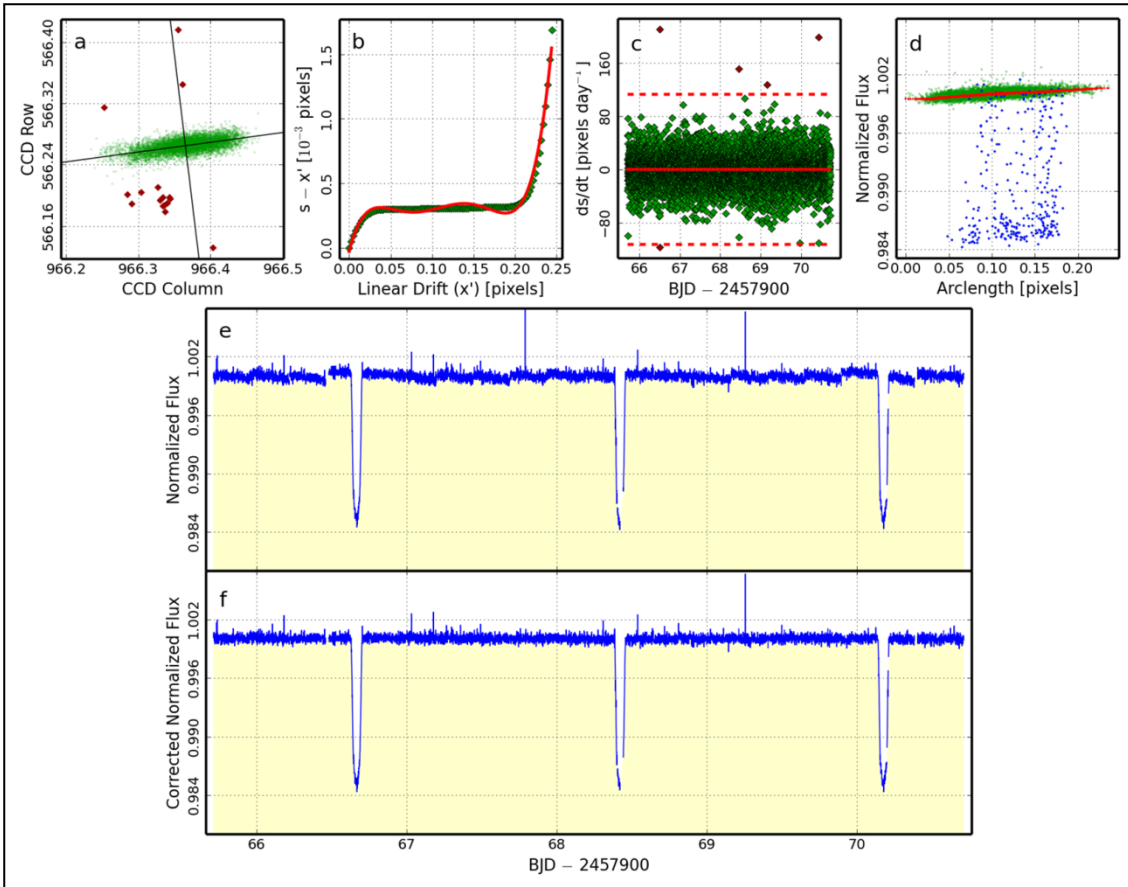 a
CCD Row
566.40
566.32
566.24
566.16
966.2 966.3 966.4 966.5
CCD Column
b
s − x' [10⁻³ pixels]
1.5
1.0
0.5
0.0
0.00 0.05 0.10 0.15 0.20 0.25
Linear Drift (x') [pixels]
c
ds/dt [pixels day⁻¹ ]
160
80
0
80
66 67 68 69 70
BJD − 2457900
d
Normalized Flux
1.002
0.996
0.990
0.984
0.00 0.10 0.20
Arclength [pixels]
e
Normalized Flux
1.002
0.996
0.990
0.984
f
Corrected Normalized Flux
1.002
0.996
0.990
0.984
66 67 68 69 70
BJD − 2457900